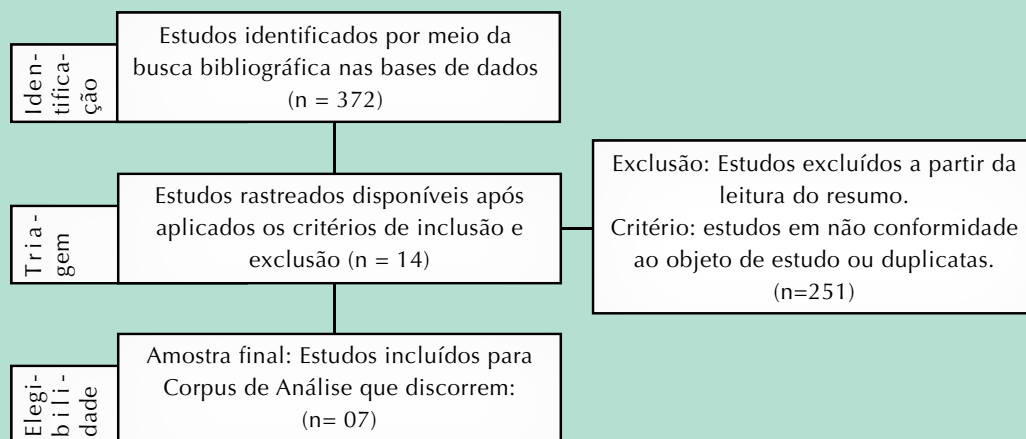 Iden-
tifica-
ção
Estudos identificados por meio da
busca bibliográfica nas bases de dados
(n = 372)
Tria-
gem
Estudos rastreados disponíveis após
aplicados os critérios de inclusão e
exclusão (n = 14)
Exclusão: Estudos excluídos a partir da
leitura do resumo.
Critério: estudos em não conformidade
ao objeto de estudo ou duplicatas.
(n=251)
Elegi-
bili-
dade
Amostra final: Estudos incluídos para
Corpus de Análise que discorrem:
(n= 07)